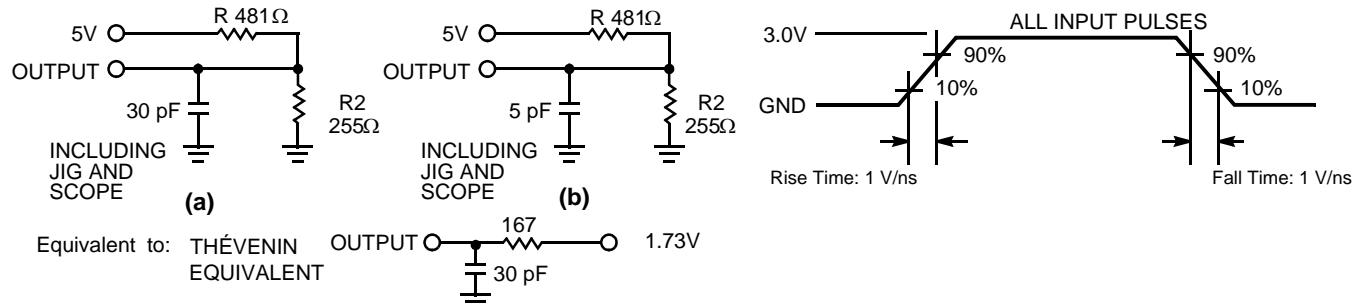 R 481Ω
5V
OUTPUT
30 pF
R2
255Ω
INCLUDING
JIG AND
SCOPE
(a)
R 481Ω
5V
OUTPUT
5 pF
R2
255Ω
INCLUDING
JIG AND
SCOPE
(b)
ALL INPUT PULSES
3.0V
90%
10%
GND
90%
10%
Rise Time: 1 V/ns
Fall Time: 1 V/ns
Equivalent to: THÉVENIN
EQUIVALENT
OUTPUT
167
1.73V
30 pF